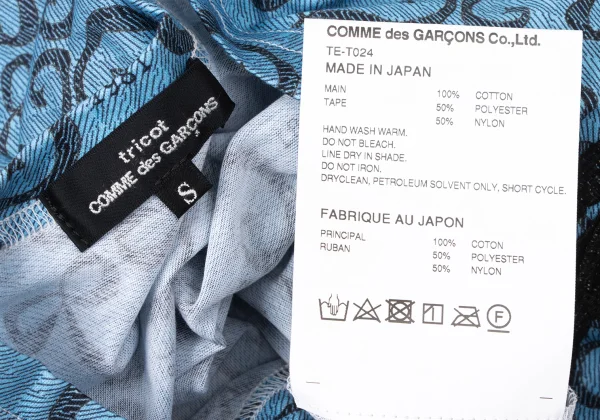 tricot
COMME des GARÇONS
S
COMME des GARÇONS Co.,Ltd.
TE-T024
MADE IN JAPAN
MAIN 100% COTTON
TAPE 50% POLYESTER
50% NYLON
HAND WASH WARM.
DO NOT BLEACH.
LINE DRY IN SHADE.
DO NOT IRON.
DRYCLEAN, PETROLEUM SOLVENT ONLY, SHORT CYCLE.
FABRIQUE AU JAPON
PRINCIPAL 100% COTON
RUBAN 50% POLYESTER
50% NYLON
F